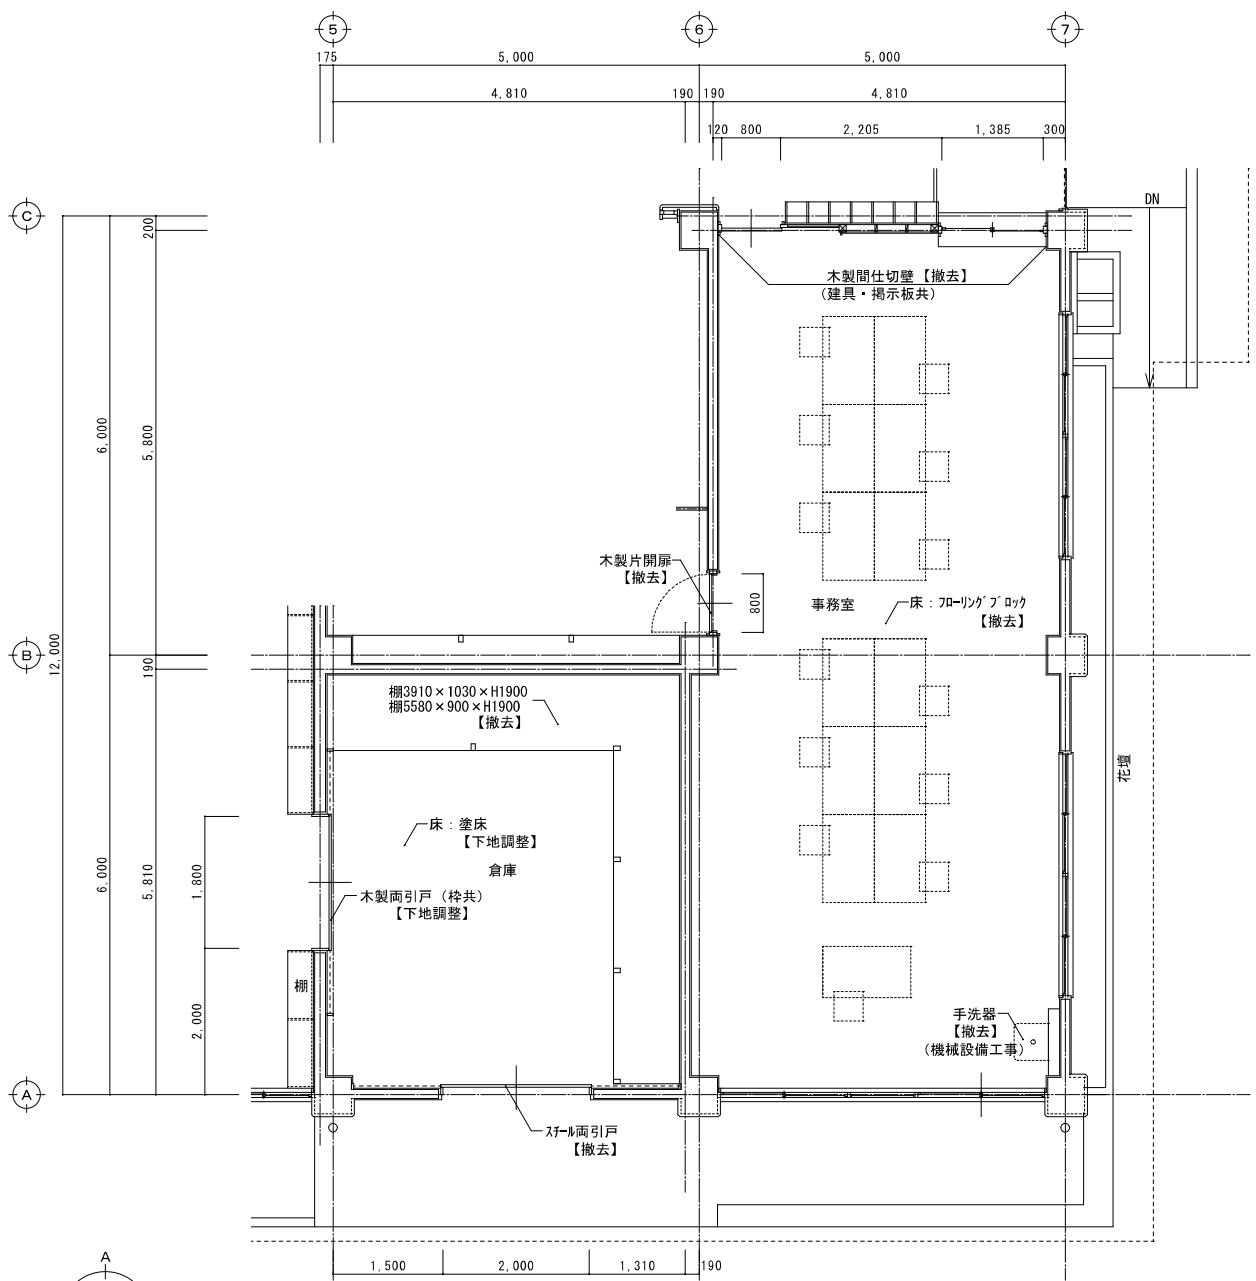 5
6
7
175
5,000
5,000
4,810
190
190
4,810
120
800
2,205
1,385
300
C
200
DN
木製間仕切壁【撤去】
(建具・掲示板共)
6,000
5,800
木製片開扉
【撤去】
800
事務室
床：フローリングブロック
【撤去】
B
12,000
190
棚3910×1030×H1900
棚5580×900×H1900
【撤去】
花壇
床：塗床
【下地調整】
倉庫
6,000
5,810
1,800
木製両引戸 (枠共)
【下地調整】
棚
2,000
手洗器
【撤去】
(機械設備工事)
A
スチール両引戸
【撤去】
A
1,500
2,000
1,310
190